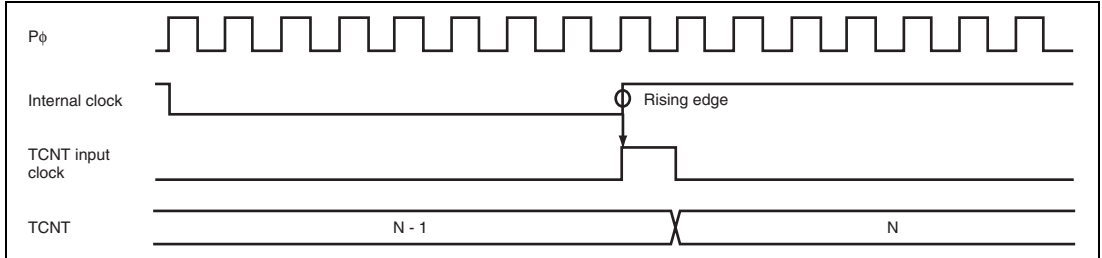 Pϕ
Internal clock
Rising edge
TCNT input
clock
TCNT
N - 1
N